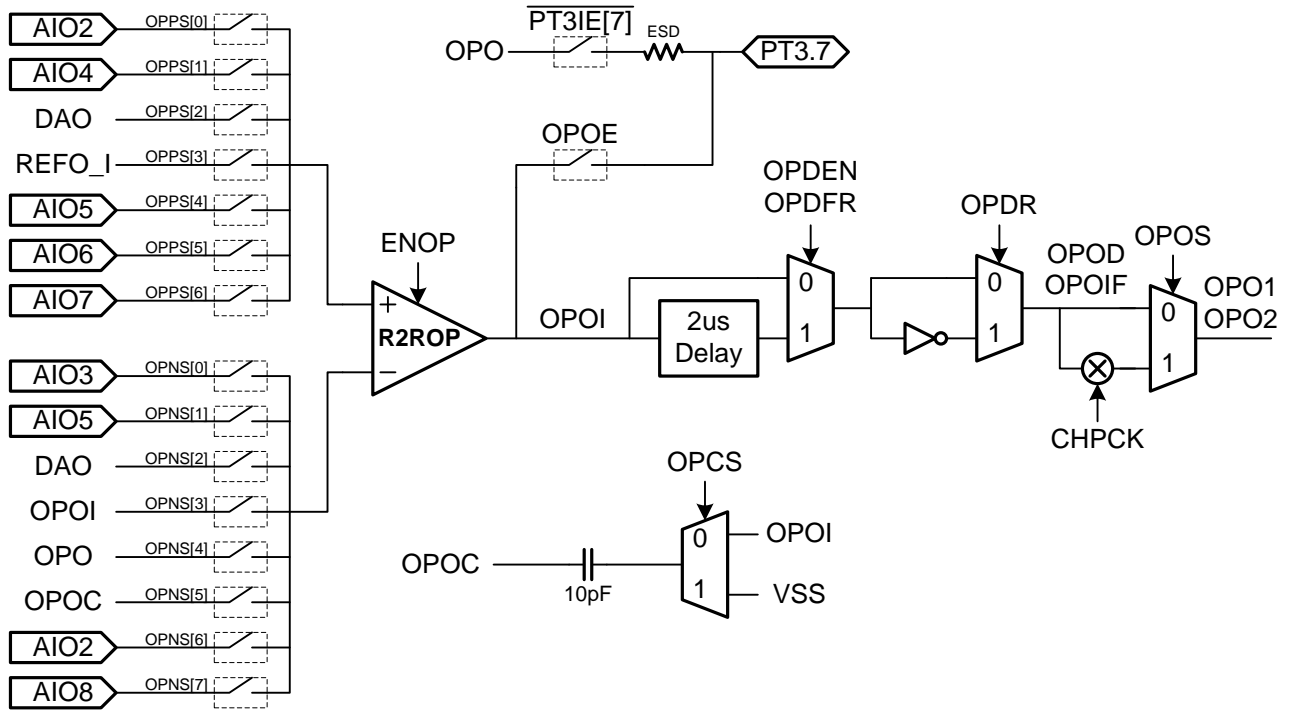 AIO2 OPPS[0]
AIO4 OPPS[1]
DAO OPPS[2]
REFO_I OPPS[3]
AIO5 OPPS[4]
AIO6 OPPS[5]
AIO7 OPPS[6]
AIO3 OPNS[0]
AIO5 OPNS[1]
DAO OPNS[2]
OPOI OPNS[3]
OPO OPNS[4]
OPOC OPNS[5]
AIO2 OPNS[6]
AIO8 OPNS[7]
PT3IE[7]
OPO
ESD
PT3.7
OPOE
ENOP
+
R2ROP
−
OPOI
2us
Delay
OPDEN
OPDFR
0
1
OPDR
0
1
OPOD
OPOIF
CHPCK
OPOS
0
1
OPO1
OPO2
OPCS
OPOC
10pF
0
1
OPOI
VSS